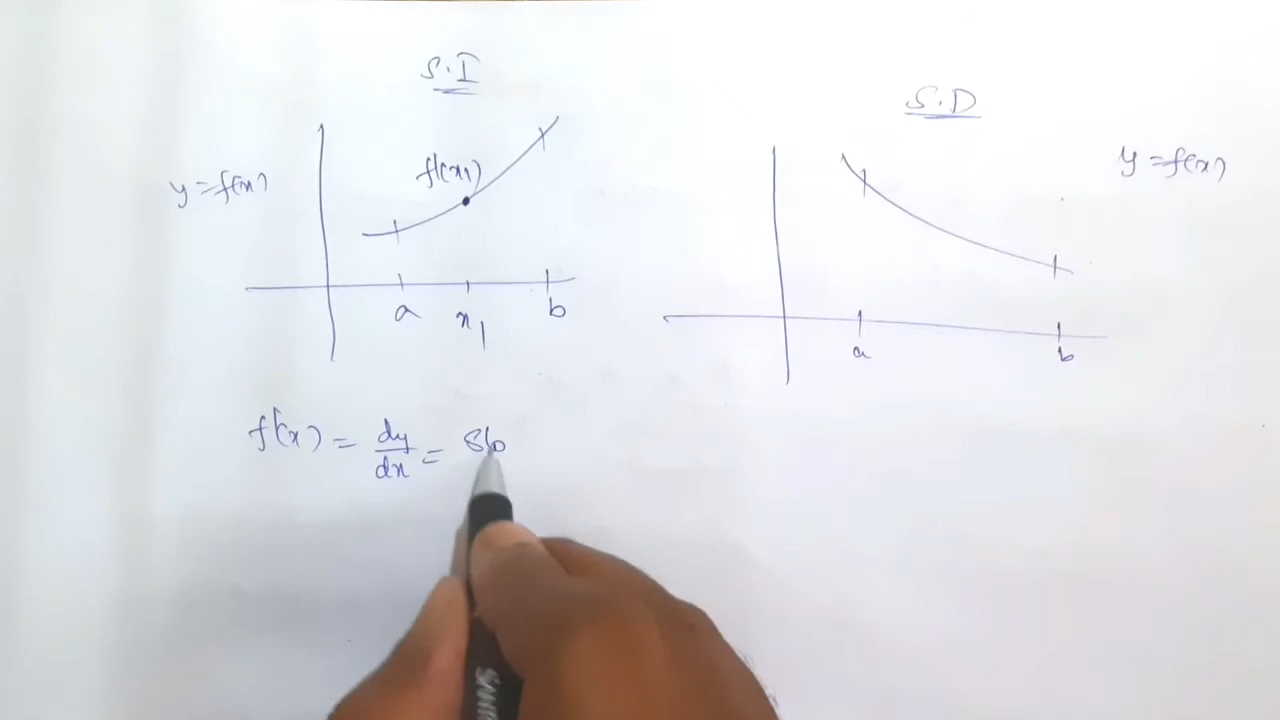 S.I
S.D
y = f(x)
f'(x1)
y = f(x)
a
x1
b
a
b
f'(x) = dy/dx = slo